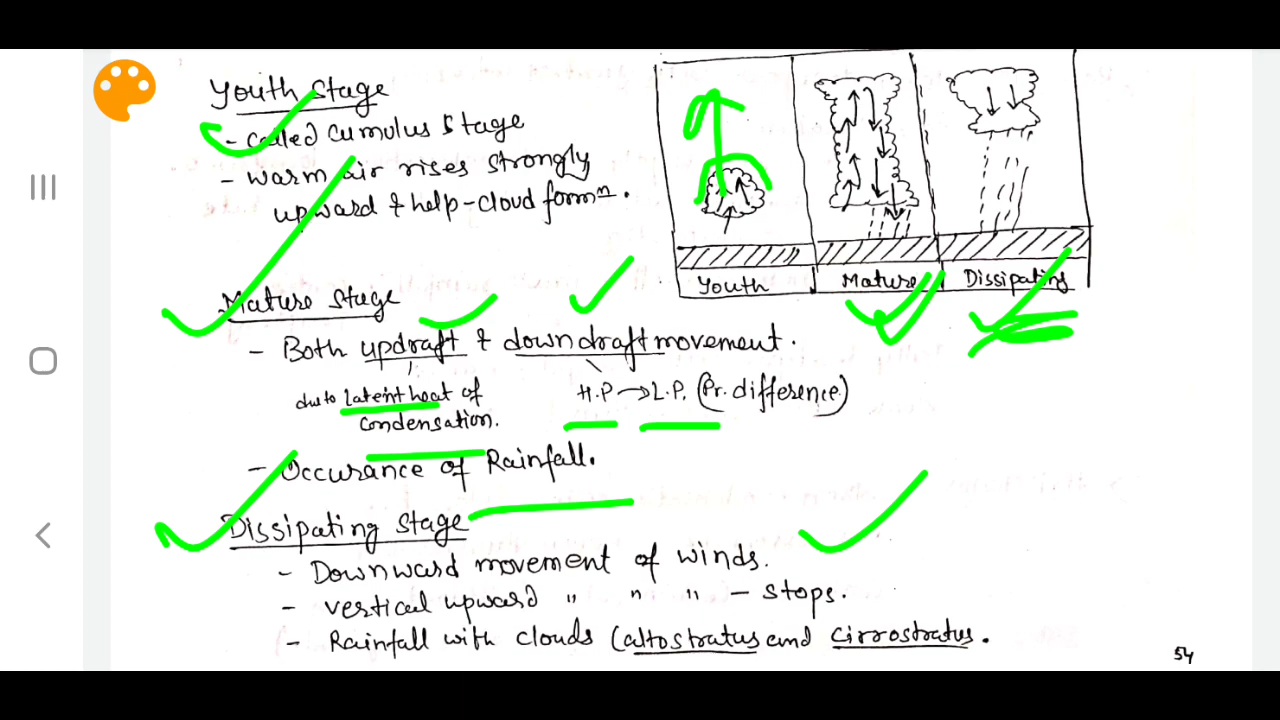 Youth Stage
- called cumulus stage
- warm air rises strongly
upward & help-cloud formⁿ.
Youth
Mature
Dissipating
Mature Stage
- Both updraft & downdraft movement.
due to latent heat of
condensation.
H.P → L.P. (Pr. difference)
- Occurance of Rainfall.
Dissipating Stage
- Downward movement of winds.
- vertical upward " " " - stops.
- Rainfall with clouds (altostratus and cirrostratus.
54